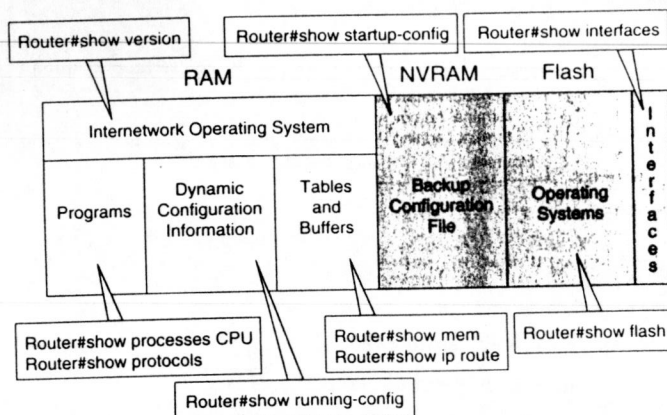 Router#show version
Router#show startup-config
Router#show interfaces
RAM
NVRAM
Flash
Internetwork Operating System
Programs
Dynamic
Configuration
Information
Tables
and
Buffers
Backup
Configuration
File
Operating
Systems
Interfaces
Router#show processes CPU
Router#show protocols
Router#show mem
Router#show ip route
Router#show flash
Router#show running-config